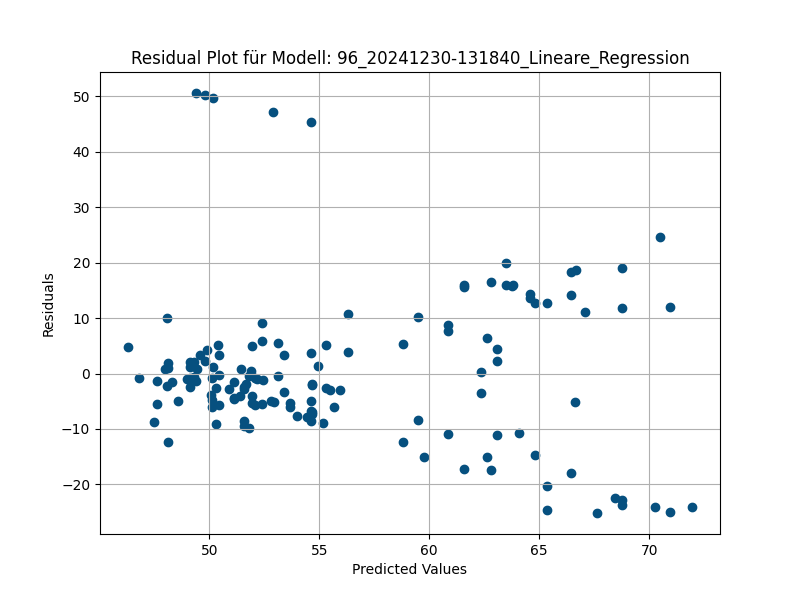 Residual Plot für Modell: 96_20241230-131840_Lineare_Regression
50
40
30
20
10
0
−10
−20
Residuals
50 55 60 65 70
Predicted Values